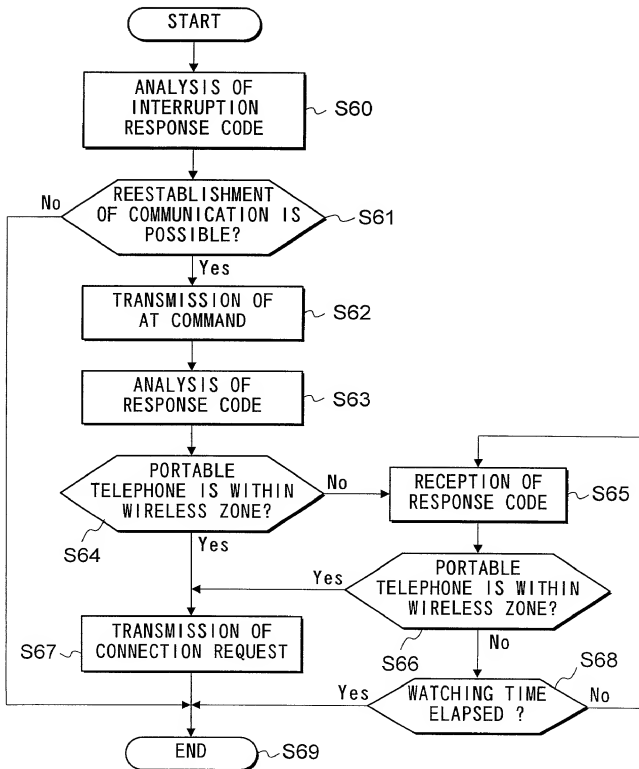 START
ANALYSIS OF
INTERRUPTION
RESPONSE CODE
S60
No
REESTABLISHMENT
OF COMMUNICATION IS
POSSIBLE?
S61
Yes
TRANSMISSION OF
AT COMMAND
S62
ANALYSIS OF
RESPONSE CODE
S63
PORTABLE
TELEPHONE IS WITHIN
WIRELESS ZONE?
S64
No
Yes
RECEPTION OF
RESPONSE CODE
S65
PORTABLE
TELEPHONE IS WITHIN
WIRELESS ZONE?
Yes
S66
No
TRANSMISSION OF
CONNECTION REQUEST
S67
S68
WATCHING TIME
ELAPSED ?
Yes
No
END
S69